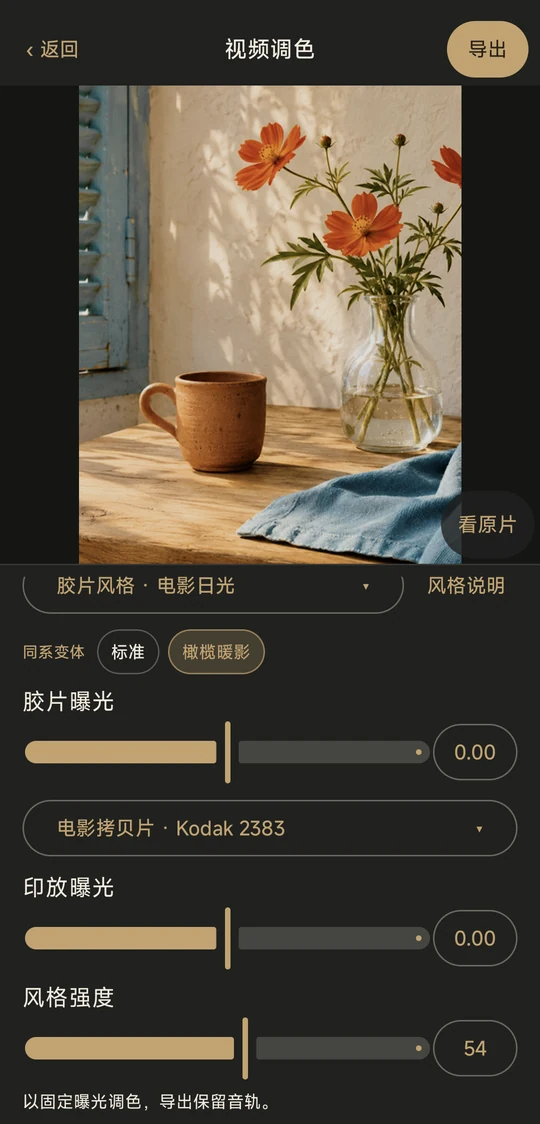 ‹ 返回
视频调色
导出
看原片
胶片风格 · 电影日光 ▾
风格说明
同系变体 标准 橄榄暖影
胶片曝光
0.00
电影拷贝片 · Kodak 2383 ▾
印放曝光
0.00
风格强度
54
以固定曝光调色，导出保留音轨。